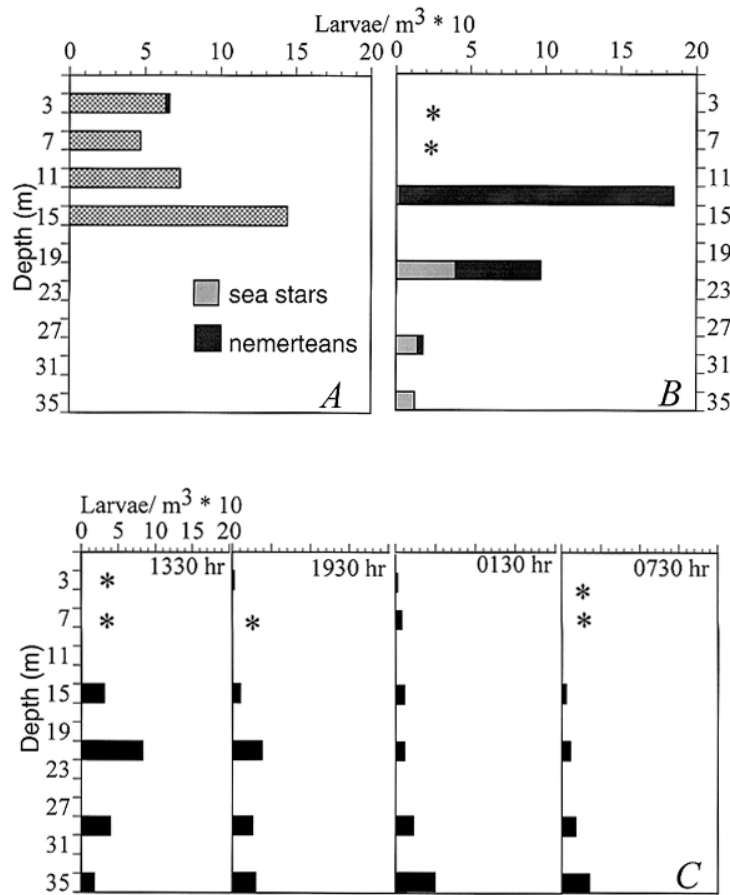 Larvae/ m³ * 10
0 5 10 15 20
0 5 10 15 20
Depth (m)
3
7
11
15
19
23
27
31
35
sea stars
nemerteans
A
*
*
3
7
11
15
19
23
27
31
35
B
Larvae/ m³ * 10
0 5 10 15 20
Depth (m)
3
7
11
15
19
23
27
31
35
1330 hr
*
*
1930 hr
*
0130 hr
0730 hr
*
*
C